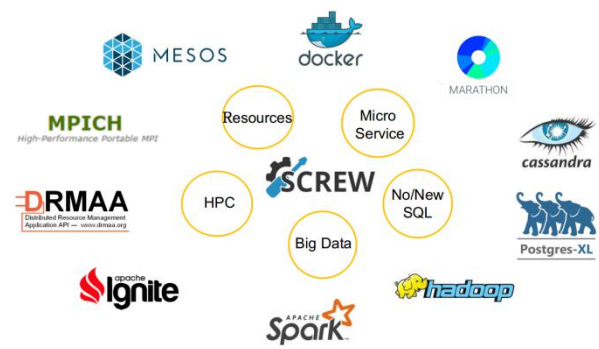 MESOS
docker
MARATHON
MPICH
High-Performance Portable MPI
Resources
Micro
Service
cassandra
DRMAA
Distributed Resource Management
Application API — www.drmaa.org
HPC
SCREW
No/New
SQL
Postgres-XL
Big Data
apache
Ignite
hadoop
APACHE
Spark